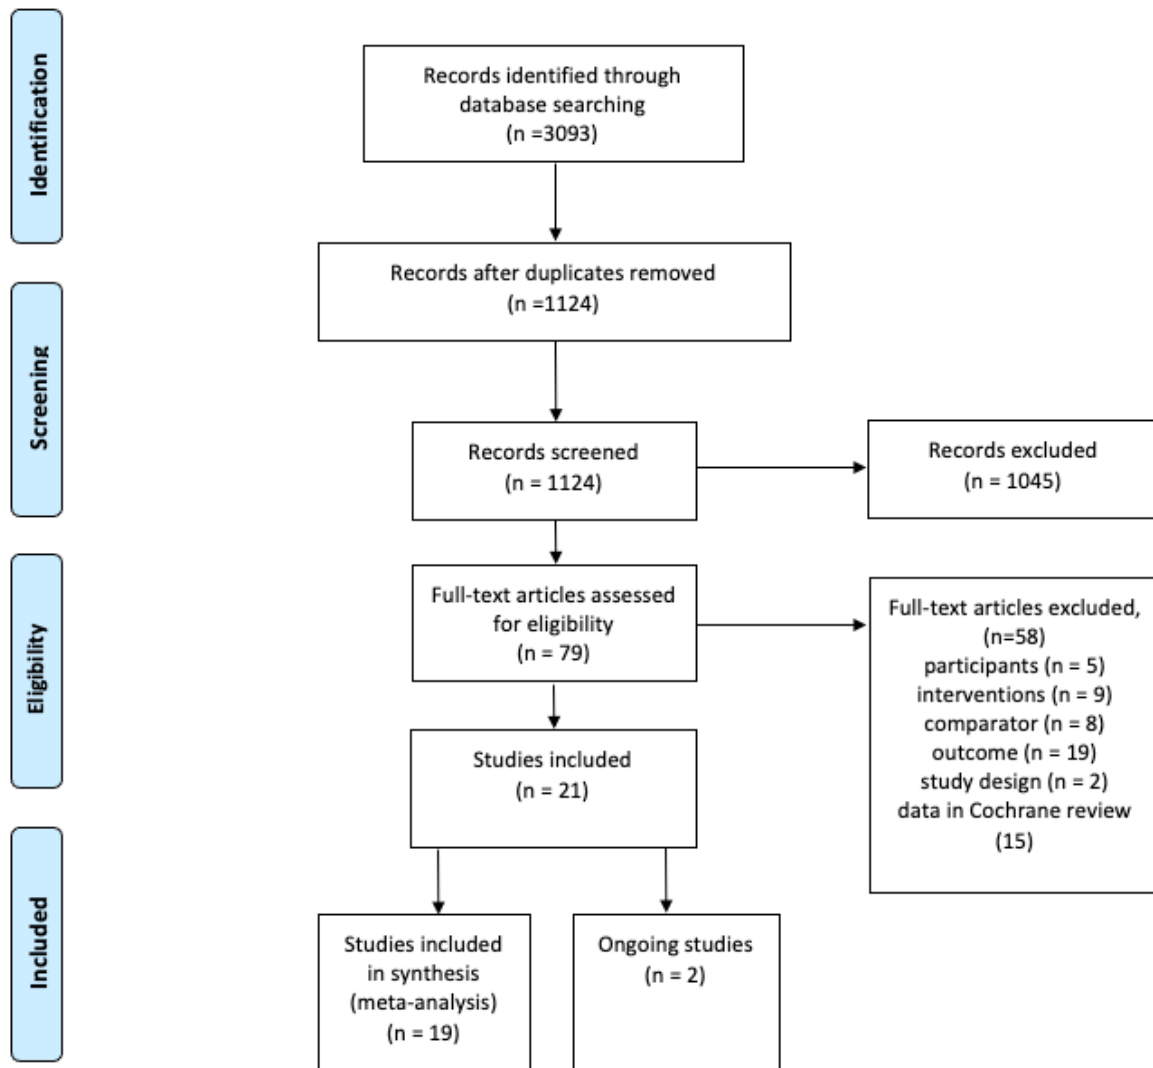 Identification
Records identified through
database searching
(n =3093)
Records after duplicates removed
(n =1124)
Screening
Records screened
(n = 1124)
Records excluded
(n = 1045)
Eligibility
Full-text articles assessed
for eligibility
(n = 79)
Full-text articles excluded,
(n=58)
participants (n = 5)
interventions (n = 9)
comparator (n = 8)
outcome (n = 19)
study design (n = 2)
data in Cochrane review
(15)
Studies included
(n = 21)
Included
Studies included
in synthesis
(meta-analysis)
(n = 19)
Ongoing studies
(n = 2)